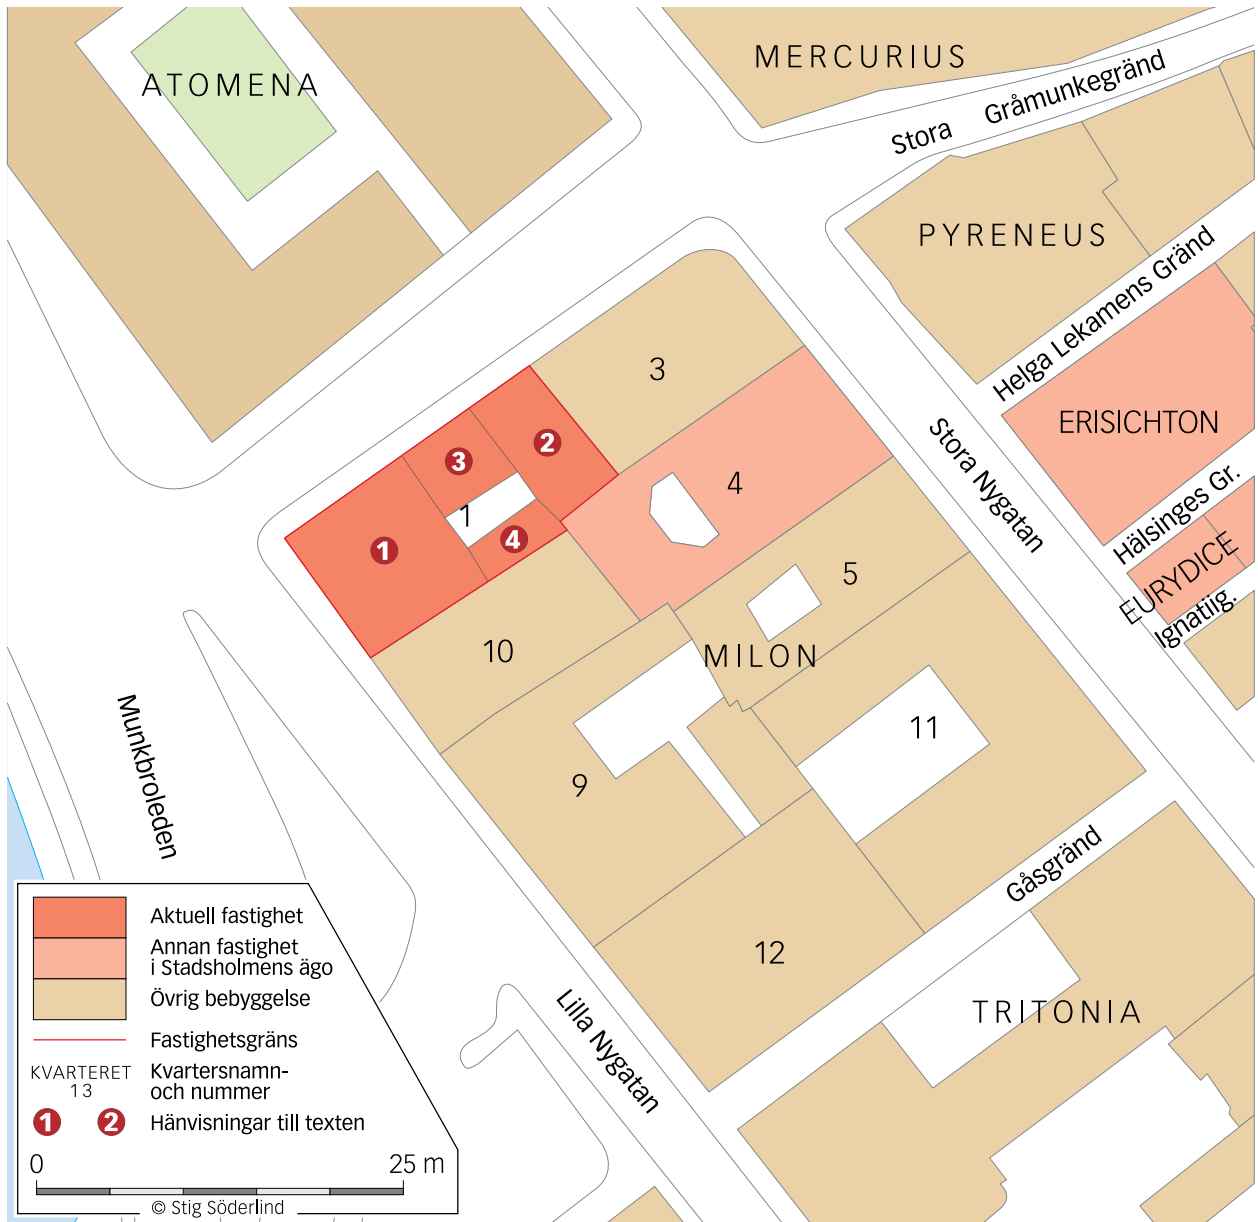 MERCURIUS
ATOMENA
Stora Gråmunkegränd
PYRENEUS
Helga Lekamens Gränd
3
ERISICHTON
Stora Nygatan
2
3
4
1
4
1
Hälsinges Gr.
EURYDICE
Ignatiig.
5
10
MILON
Munkbroleden
11
9
Gåsgränd
12
TRITONIA
Lilla Nygatan
Aktuell fastighet
Annan fastighet
i Stadsholmens ägo
Övrig bebyggelse
Fastighetsgräns
KVARTERET
13
Kvartersnamn-
och nummer
1 2 Hänvisningar till texten
0 25 m
© Stig Söderlind